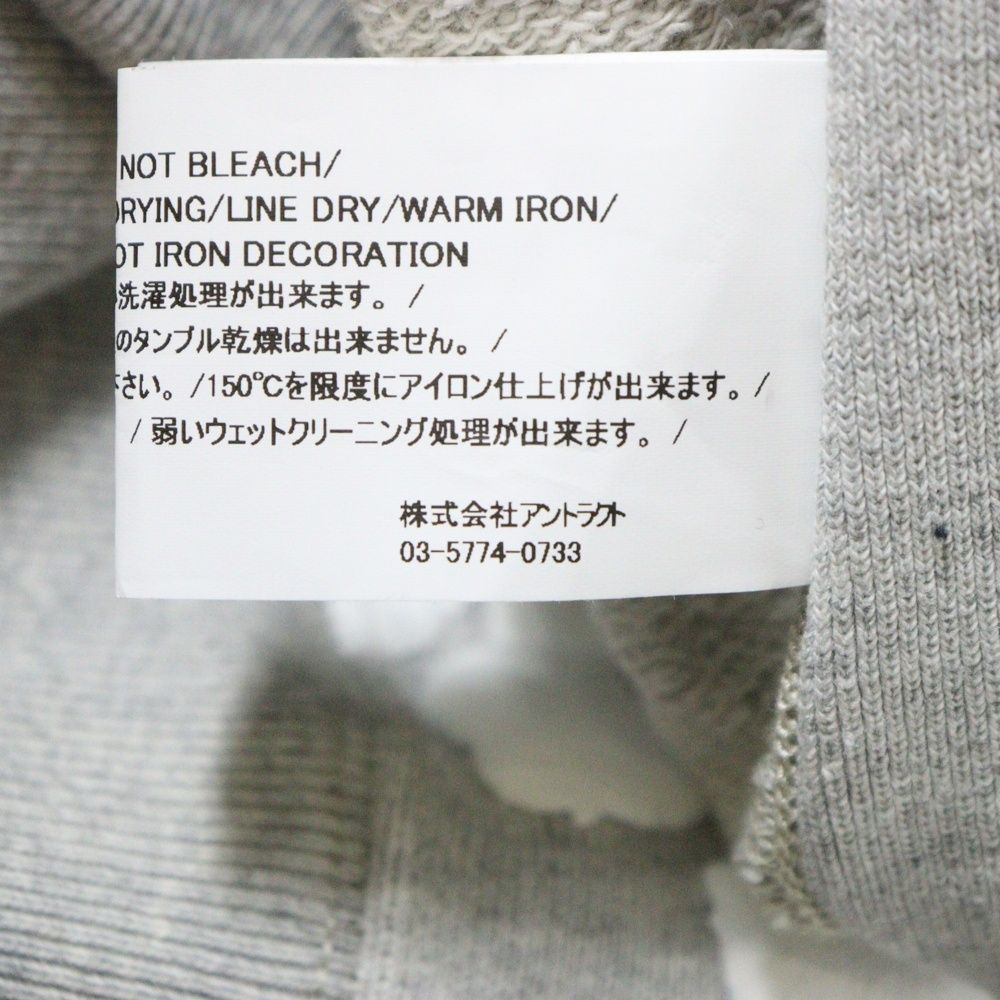 NOT BLEACH/
DRYING/LINE DRY/WARM IRON/
OT IRON DECORATION
洗濯処理が出来ます。 /
のタンブル乾燥は出来ません。 /
さい。/150℃を限度にアイロン仕上げが出来ます。/
/ 弱いウェットクリーニング処理が出来ます。 /
株式会社アントラクト
03-5774-0733